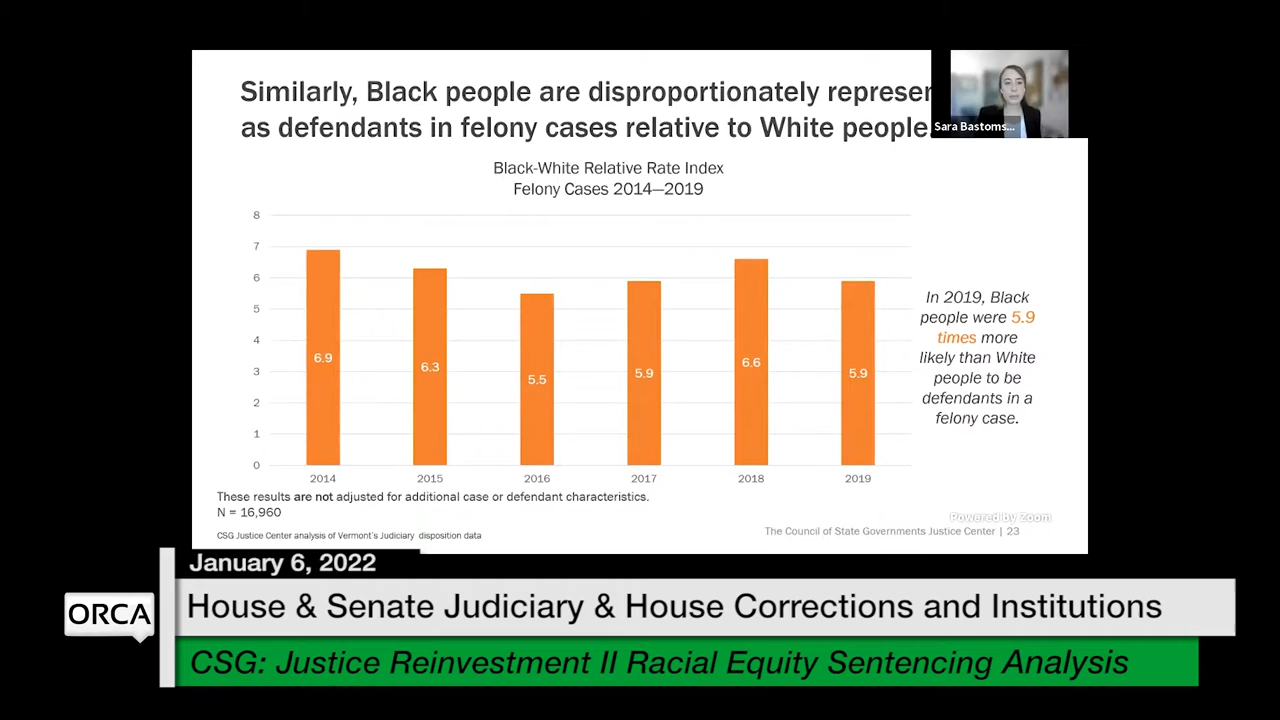 Similarly, Black people are disproportionately represen
as defendants in felony cases relative to White people.
Sara Bastoms...
Black-White Relative Rate Index
Felony Cases 2014—2019
8
7
6
5
4
3
2
1
0
6.9
6.3
5.5
5.9
6.6
5.9
2014
2015
2016
2017
2018
2019
In 2019, Black
people were 5.9
times more
likely than White
people to be
defendants in a
felony case.
These results are not adjusted for additional case or defendant characteristics.
N = 16,960
CSG Justice Center analysis of Vermont's Judiciary disposition data
Powered by Zoom
The Council of State Governments Justice Center | 23
January 6, 2022
ORCA
House & Senate Judiciary & House Corrections and Institutions
CSG: Justice Reinvestment II Racial Equity Sentencing Analysis